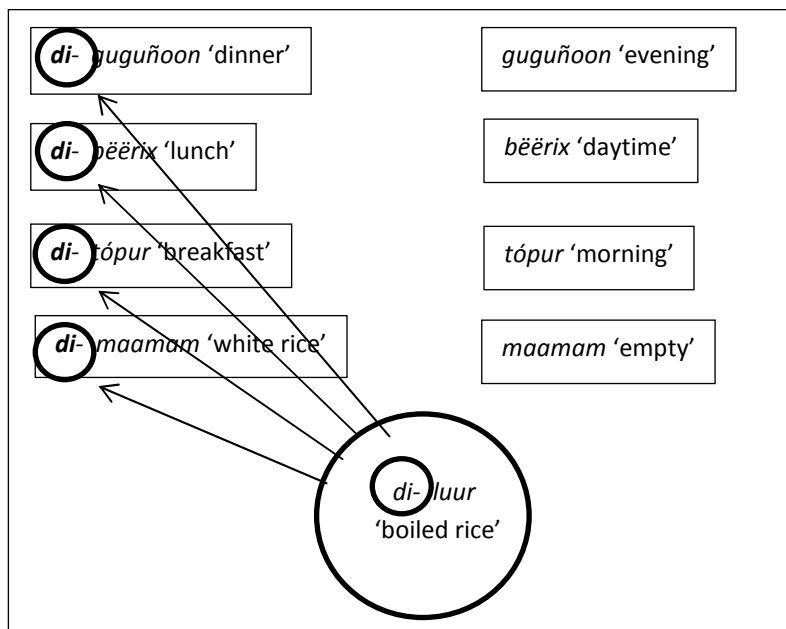 di- guguñoon ‘dinner’
guguñoon ‘evening’
di- bëërix ‘lunch’
bëërix ‘daytime’
di- tópur ‘breakfast’
tópur ‘morning’
di- maamam ‘white rice’
maamam ‘empty’
di- luur
‘boiled rice’